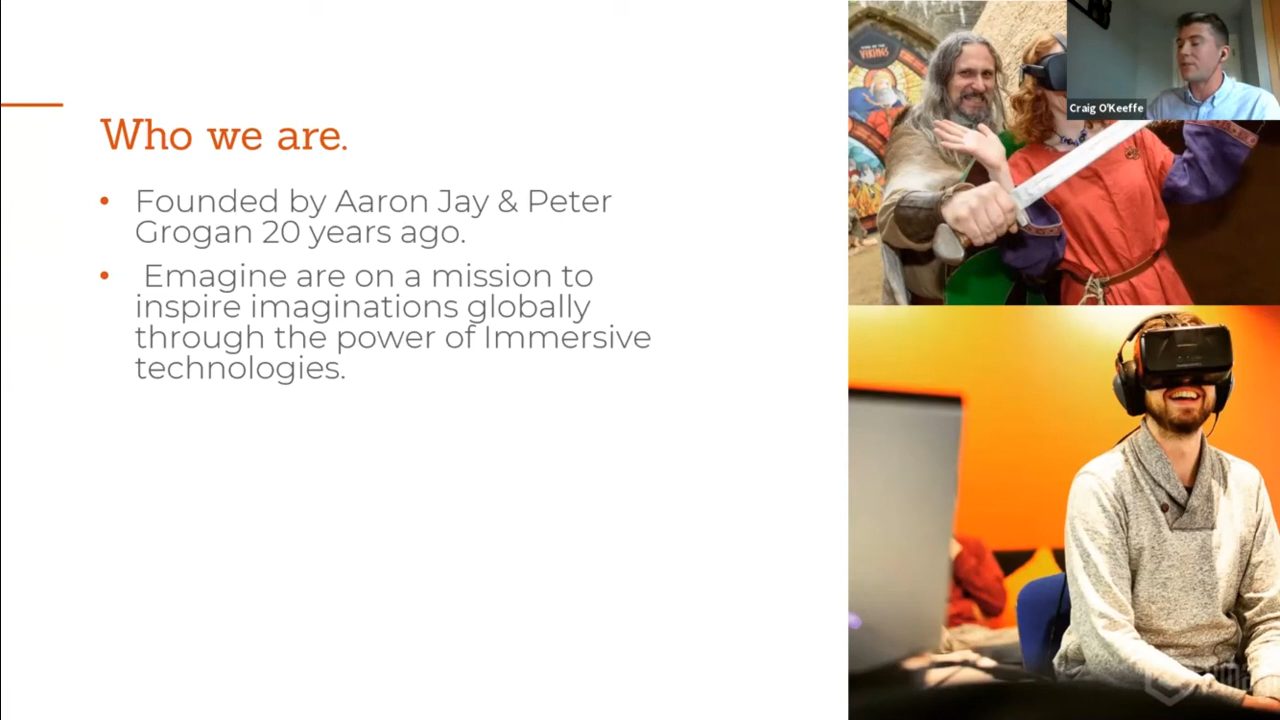 Who we are.
• Founded by Aaron Jay & Peter
Grogan 20 years ago.
• Emagine are on a mission to
inspire imaginations globally
through the power of Immersive
technologies.
VIKINGS
Craig O'Keeffe